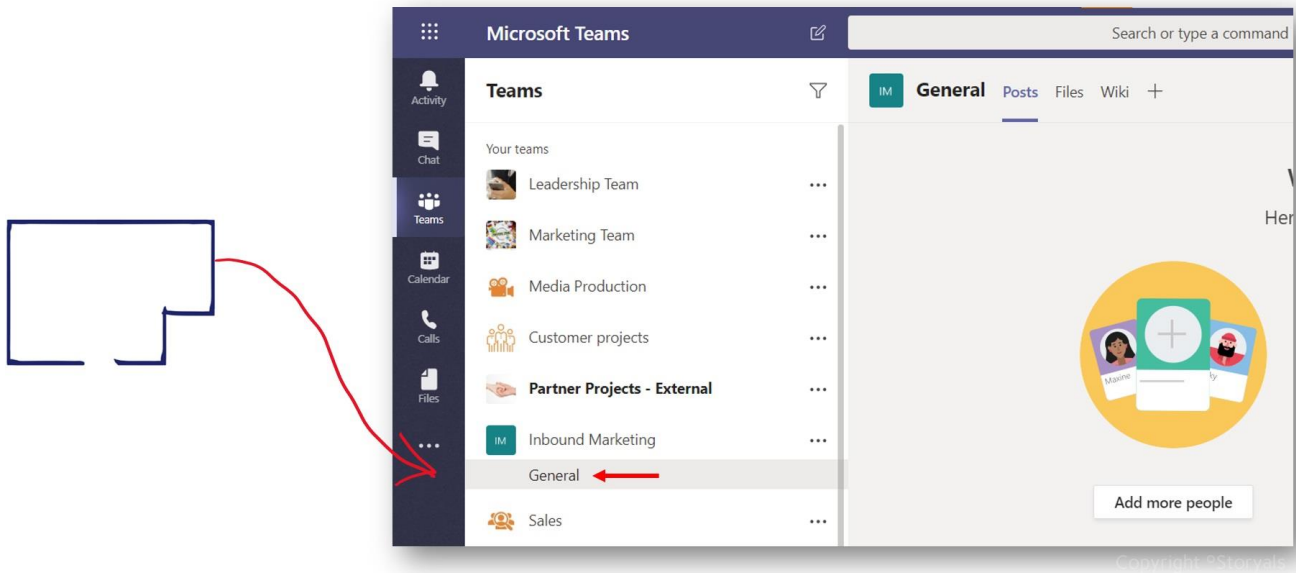 Microsoft Teams
Search or type a command
Activity
Teams
IM General Posts Files Wiki
Chat
Your teams
Leadership Team
Teams
Marketing Team
Calendar
Media Production
Calls
Customer projects
Files
Partner Projects - External
IM Inbound Marketing
General
Sales
Maxine
Add more people
Copyright ©Storyals